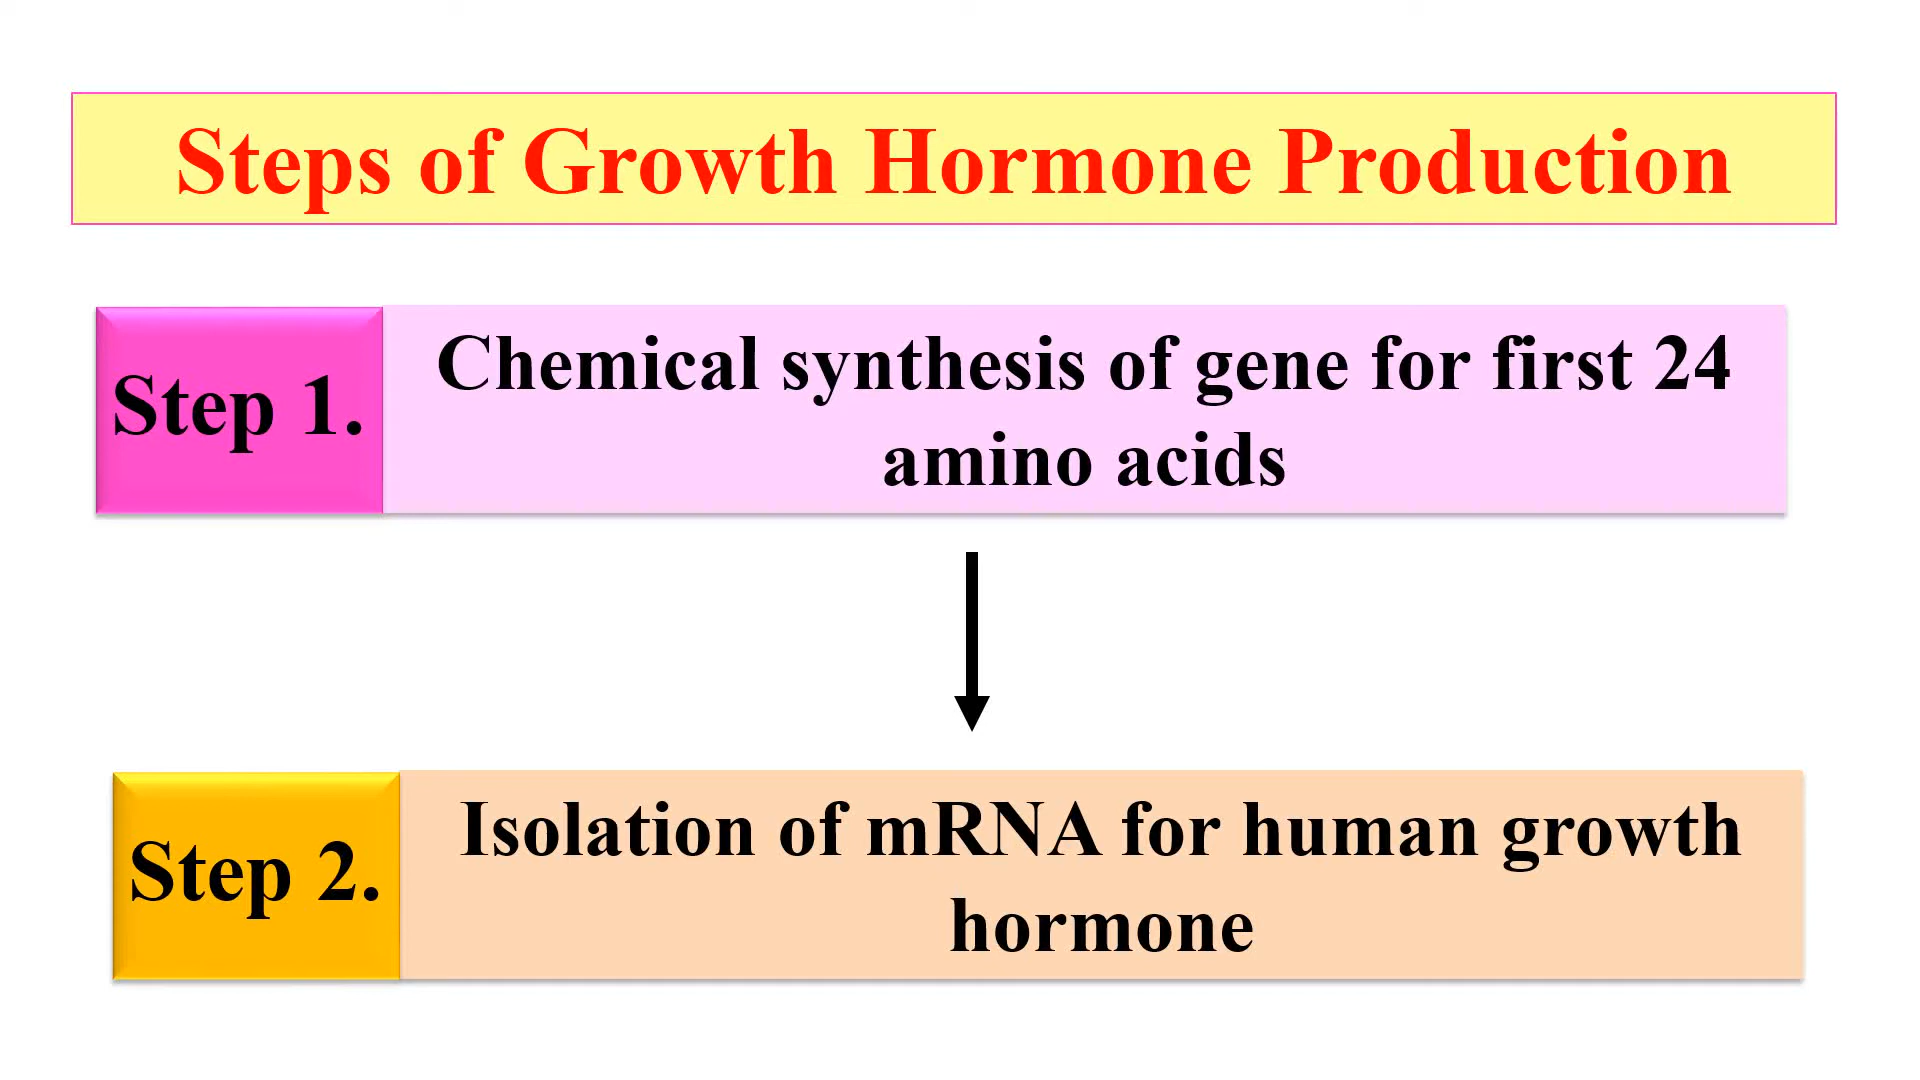 Steps of Growth Hormone Production
Step 1.
Chemical synthesis of gene for first 24
amino acids
Step 2.
Isolation of mRNA for human growth
hormone